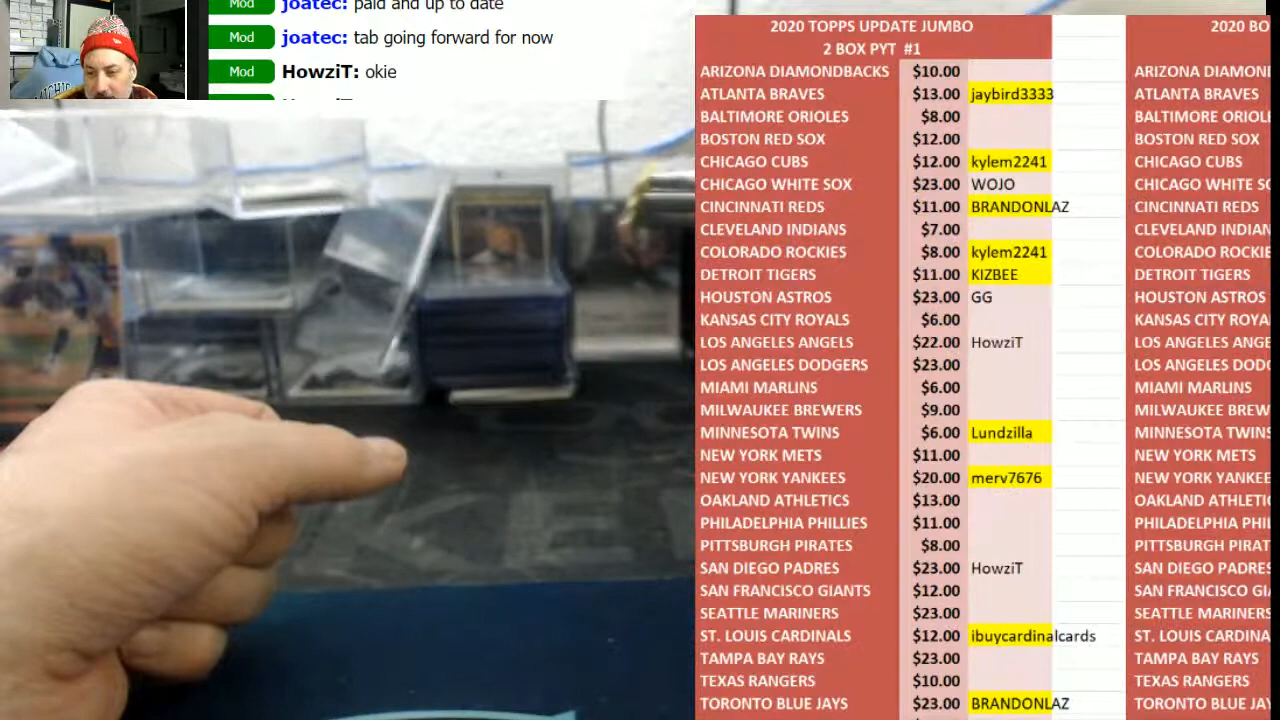 Mod joatec: paid and up to date
Mod joatec: tab going forward for now
Mod HowziT: okie
2020 TOPPS UPDATE JUMBO
2 BOX PYT #1
ARIZONA DIAMONDBACKS $10.00
ATLANTA BRAVES $13.00 jaybird3333
BALTIMORE ORIOLES $8.00
BOSTON RED SOX $12.00
CHICAGO CUBS $12.00 kylem2241
CHICAGO WHITE SOX $23.00 WOJO
CINCINNATI REDS $11.00 BRANDONLAZ
CLEVELAND INDIANS $7.00
COLORADO ROCKIES $8.00 kylem2241
DETROIT TIGERS $11.00 KIZBEE
HOUSTON ASTROS $23.00 GG
KANSAS CITY ROYALS $6.00
LOS ANGELES ANGELS $22.00 HowziT
LOS ANGELES DODGERS $23.00
MIAMI MARLINS $6.00
MILWAUKEE BREWERS $9.00
MINNESOTA TWINS $6.00 Lundzilla
NEW YORK METS $11.00
NEW YORK YANKEES $20.00 merv7676
OAKLAND ATHLETICS $13.00
PHILADELPHIA PHILLIES $11.00
PITTSBURGH PIRATES $8.00
SAN DIEGO PADRES $23.00 HowziT
SAN FRANCISCO GIANTS $12.00
SEATTLE MARINERS $23.00
ST. LOUIS CARDINALS $12.00 ibuycardinalcards
TAMPA BAY RAYS $23.00
TEXAS RANGERS $10.00
TORONTO BLUE JAYS $23.00 BRANDONLAZ
2020 BO
ARIZONA DIAMON
ATLANTA BRAVES
BALTIMORE ORIOL
BOSTON RED SOX
CHICAGO CUBS
CHICAGO WHITE S
CINCINNATI REDS
CLEVELAND INDIAN
COLORADO ROCKIE
DETROIT TIGERS
HOUSTON ASTROS
KANSAS CITY ROYA
LOS ANGELES ANGE
LOS ANGELES DOD
MIAMI MARLINS
MILWAUKEE BREW
MINNESOTA TWINS
NEW YORK METS
NEW YORK YANKEE
OAKLAND ATHLETI
PHILADELPHIA PHIL
PITTSBURGH PIRAT
SAN DIEGO PADRES
SAN FRANCISCO GI
SEATTLE MARINERS
ST. LOUIS CARDINA
TAMPA BAY RAYS
TEXAS RANGERS
TORONTO BLUE JAY